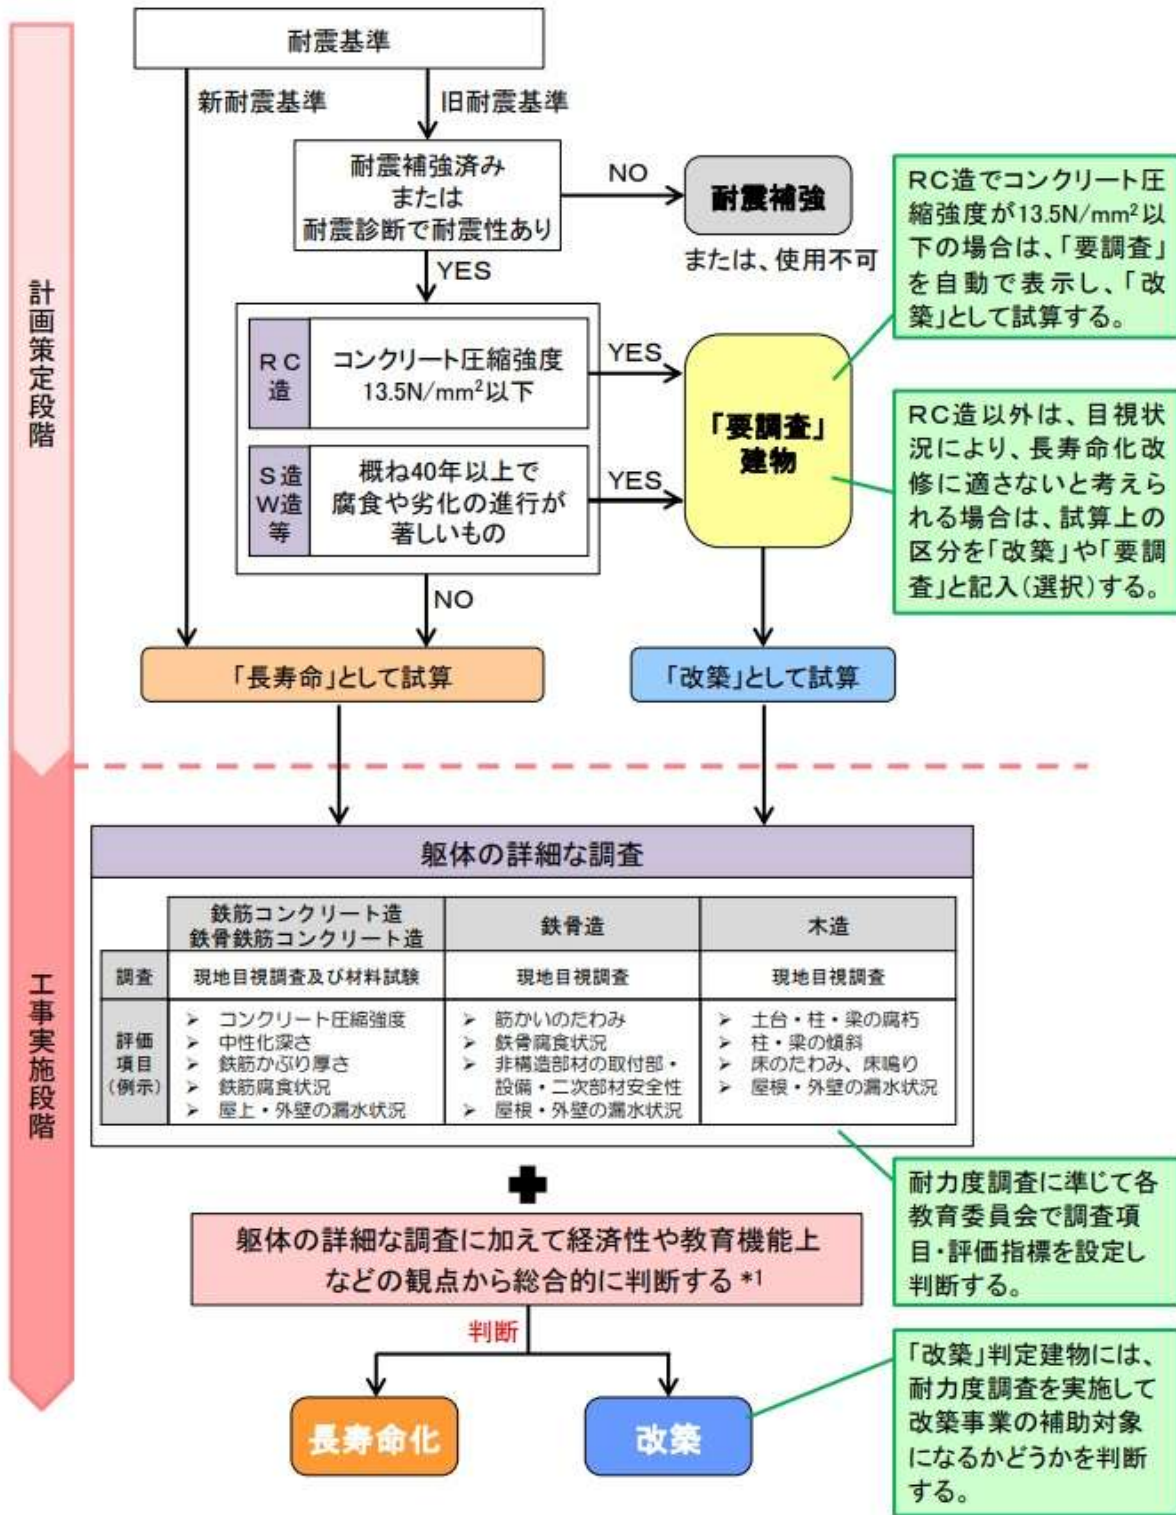 耐震基準
新耐震基準
旧耐震基準
耐震補強済み
または
耐震診断で耐震性あり
NO
耐震補強
または、使用不可
YES
RC
造
コンクリート圧縮強度
13.5N/mm²以下
YES
S造
W造
等
概ね40年以上で
腐食や劣化の進行が
著しいもの
YES
「要調査」
建物
NO
RC造でコンクリート圧
縮強度が13.5N/mm²以
下の場合は、「要調査」
を自動で表示し、「改
築」として試算する。
RC造以外は、目視状
況により、長寿命化改
修に適さないと考えら
れる場合は、試算上の
区分を「改築」や「要調
査」と記入(選択)する。
「長寿命」として試算
「改築」として試算
計画策定段階
工事実施段階
躯体の詳細な調査
鉄筋コンクリート造
鉄骨鉄筋コンクリート造
鉄骨造
木造
調査
現地目視調査及び材料試験
現地目視調査
現地目視調査
評価
項目
(例示)
➢ コンクリート圧縮強度
➢ 中性化深さ
➢ 鉄筋かぶり厚さ
➢ 鉄筋腐食状況
➢ 屋上・外壁の漏水状況
➢ 筋かいのたわみ
➢ 鉄骨腐食状況
➢ 非構造部材の取付部・
設備・二次部材安全性
➢ 屋根・外壁の漏水状況
➢ 土台・柱・梁の腐朽
➢ 柱・梁の傾斜
➢ 床のたわみ、床鳴り
➢ 屋根・外壁の漏水状況
躯体の詳細な調査に加えて経済性や教育機能上
などの観点から総合的に判断する *1
耐力度調査に準じて各
教育委員会で調査項
目・評価指標を設定し
判断する。
判断
長寿命化
改築
「改築」判定建物には、
耐力度調査を実施して
改築事業の補助対象
になるかどうかを判断
する。